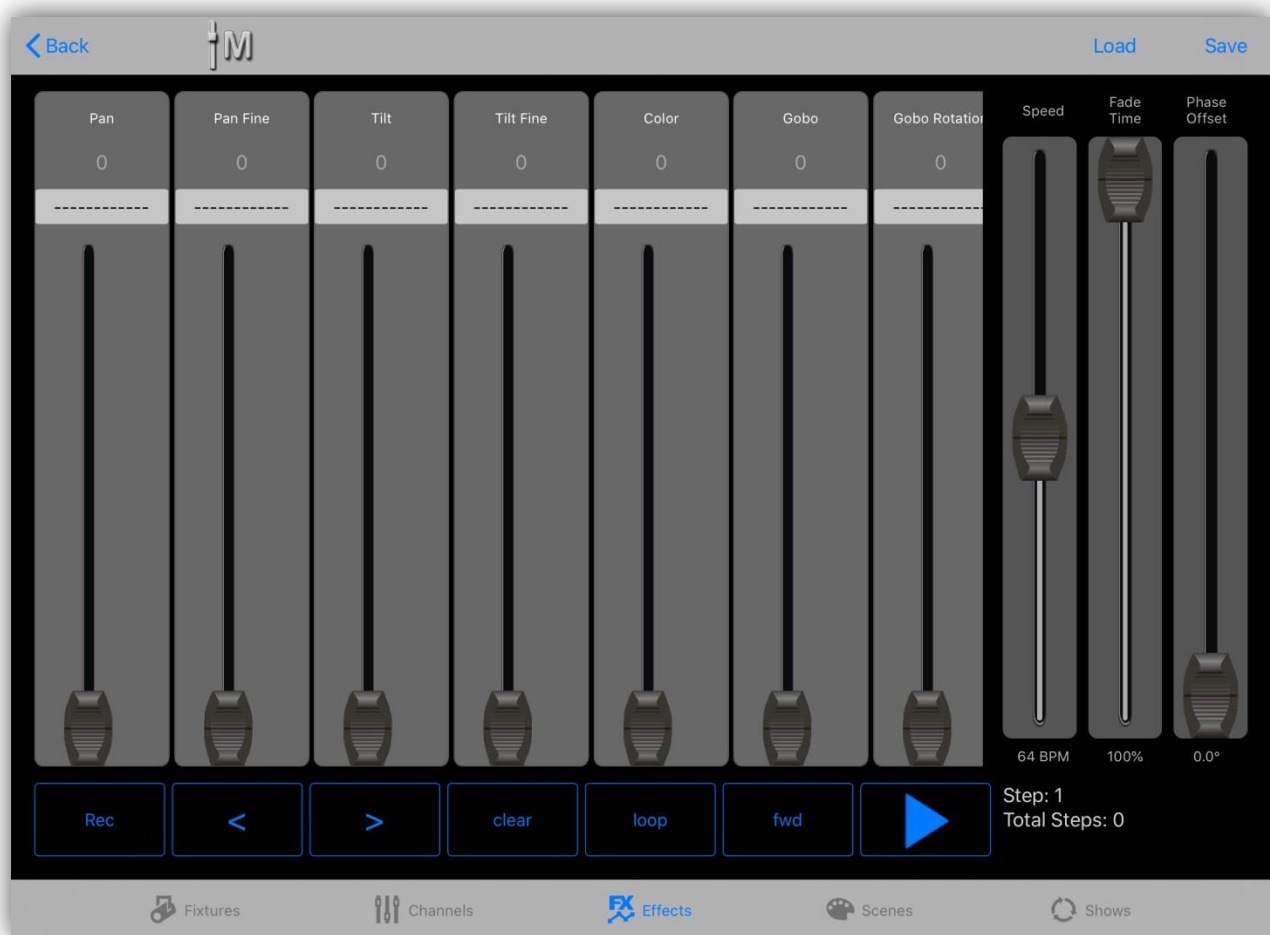 Back
M
Load
Save
Pan
Pan Fine
Tilt
Tilt Fine
Color
Gobo
Gobo Rotation
Speed
Fade
Time
Phase
Offset
0
0
0
0
0
0
0
------------
------------
------------
------------
------------
------------
------------
64 BPM
100%
0.0°
Rec
<
>
clear
loop
fwd
Step: 1
Total Steps: 0
Fixtures
Channels
FX
Effects
Scenes
Shows